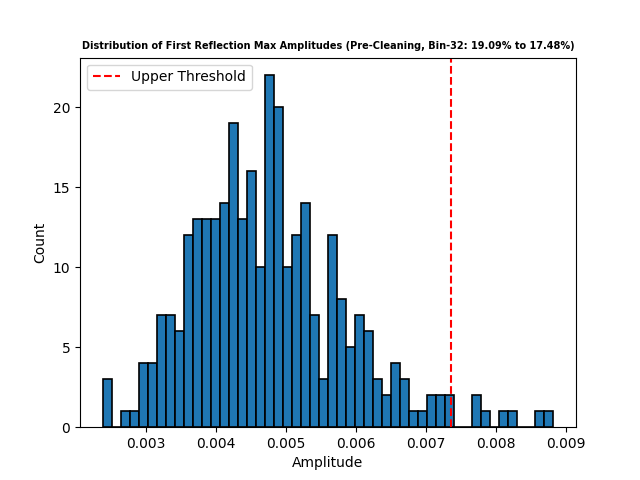 Distribution of First Reflection Max Amplitudes (Pre-Cleaning, Bin-32: 19.09% to 17.48%)
Upper Threshold
20
15
10
5
0
Count
0.003 0.004 0.005 0.006 0.007 0.008 0.009
Amplitude